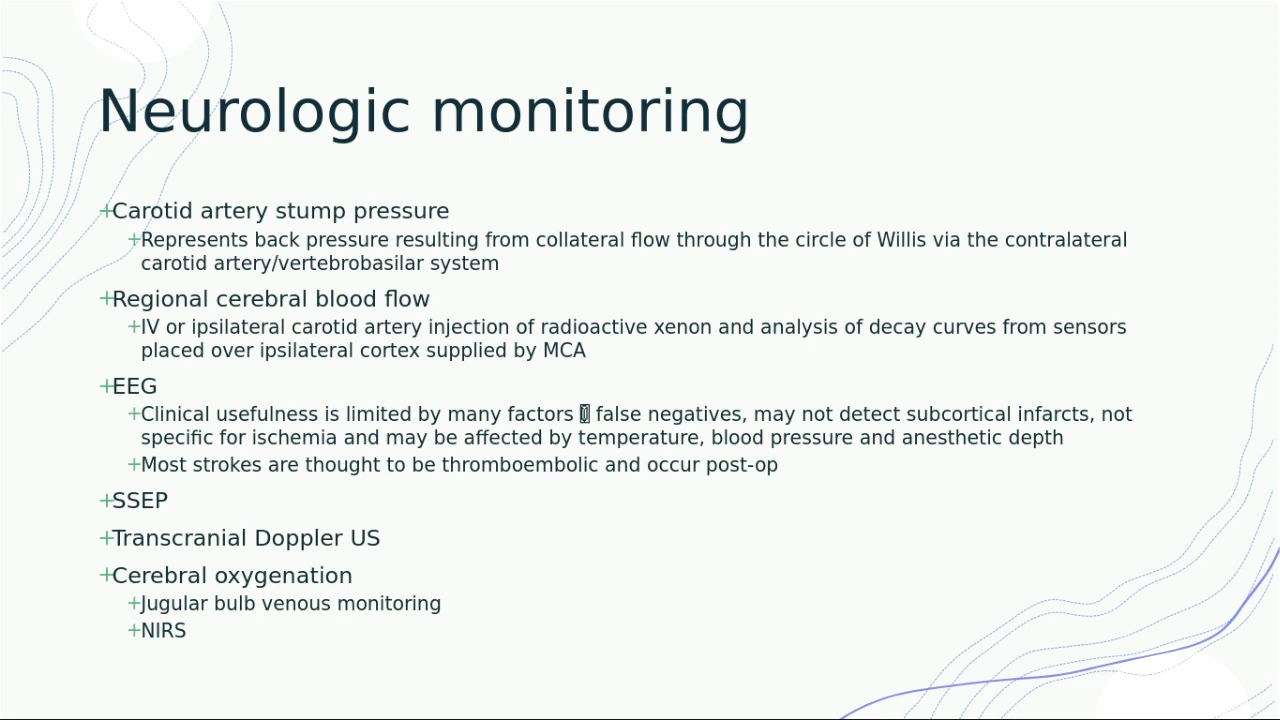 Neurologic monitoring
+Carotid artery stump pressure
+Represents back pressure resulting from collateral flow through the circle of Willis via the contralateral
carotid artery/vertebrobasilar system
+Regional cerebral blood flow
+IV or ipsilateral carotid artery injection of radioactive xenon and analysis of decay curves from sensors
placed over ipsilateral cortex supplied by MCA
+EEG
+Clinical usefulness is limited by many factors false negatives, may not detect subcortical infarcts, not
specific for ischemia and may be affected by temperature, blood pressure and anesthetic depth
+Most strokes are thought to be thromboembolic and occur post-op
+SSEP
+Transcranial Doppler US
+Cerebral oxygenation
+Jugular bulb venous monitoring
+NIRS